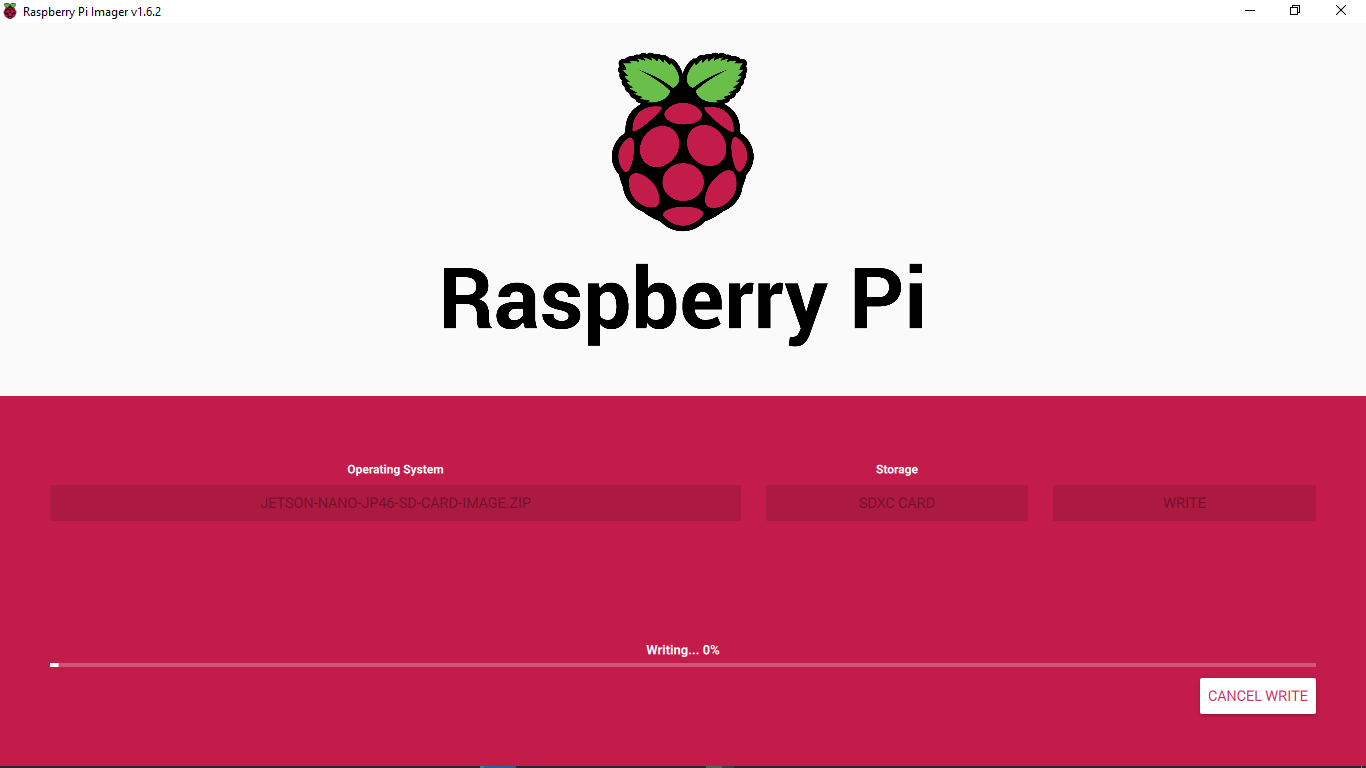 Raspberry Pi Imager v1.6.2
Raspberry Pi
Operating System
Storage
JETSON-NANO-JP46-SD-CARD-IMAGE.ZIP
SDXC CARD
WRITE
Writing... 0%
CANCEL WRITE